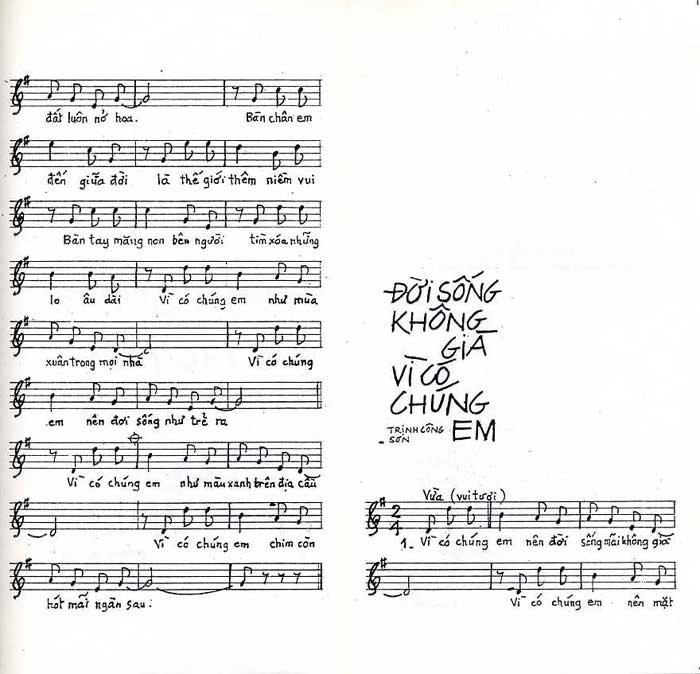 ĐỜI SỐNG
KHÔNG
GIÀ
VÌ CÓ
CHÚNG
EM
TRỊNH CÔNG
SƠN
Vừa (vui tươi)
2
4
1- Vì có chúng em nên đời sống mãi không già
Vì có chúng em nên mặt
đất luôn nở hoa. Bàn chân em
đến giữa đời là thế giới thêm niềm vui
Bàn tay măng non bên người tìm xóa những
lo âu dài Vì có chúng em như mùa
xuân trong mọi nhà Vì có chúng
em nên đời sống như trẻ ra
Vì có chúng em như màu xanh trên địa cầu
Vì có chúng em chim còn
hót mãi ngàn sau.